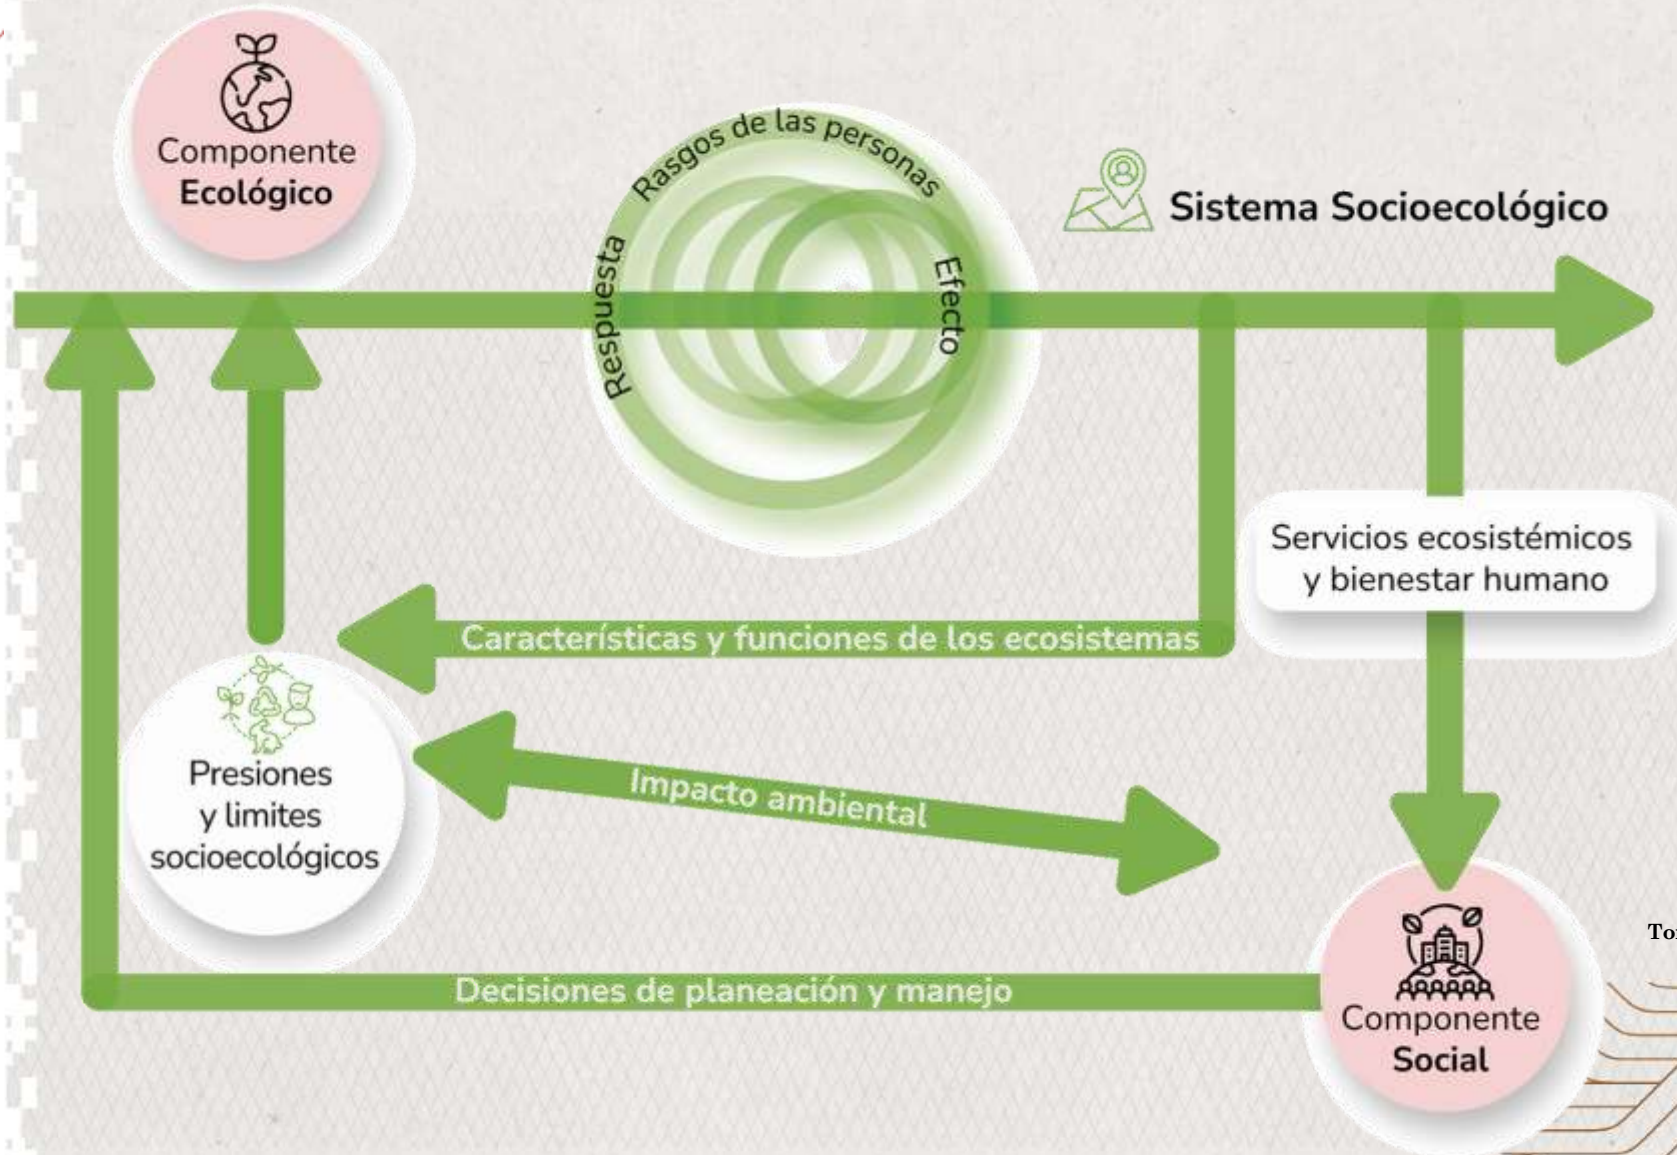 Componente
Ecológico
Rasgos de las personas
Respuesta
Efecto
Sistema Socioecológico
Servicios ecosistémicos
y bienestar humano
Características y funciones de los ecosistemas
Presiones
y limites
socioecológicos
Impacto ambiental
Decisiones de planeación y manejo
Componente
Social